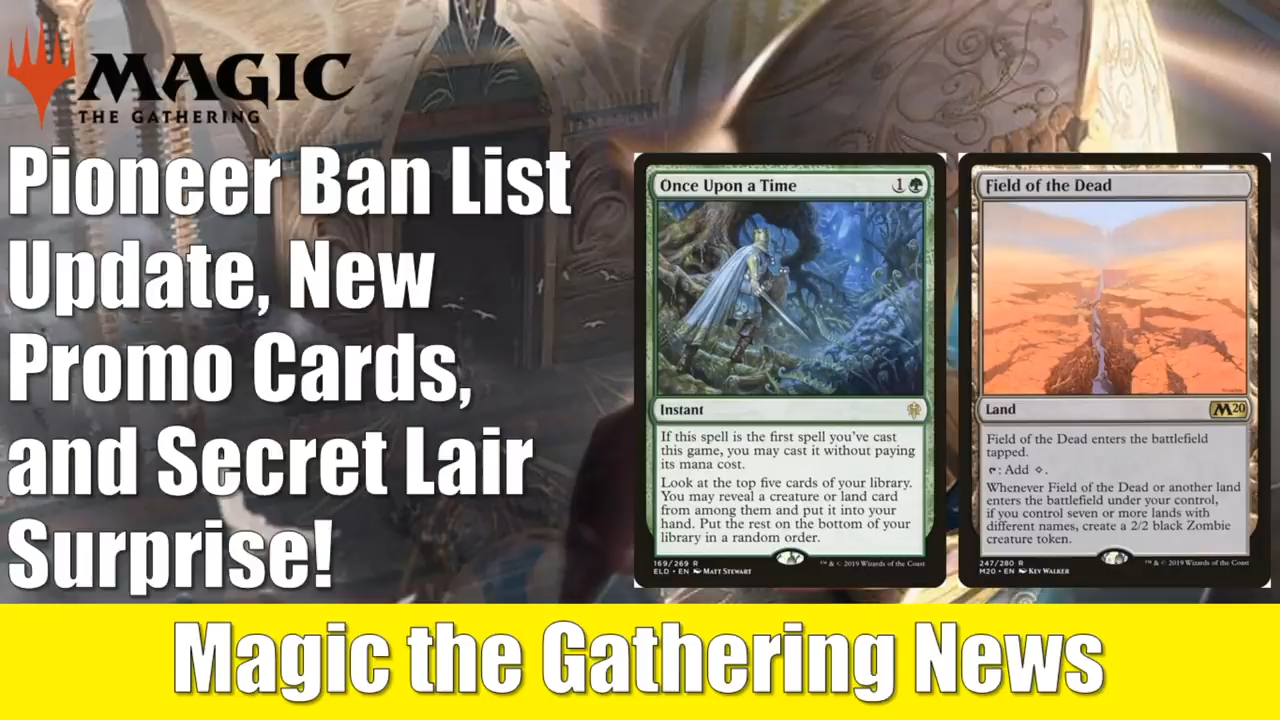 MAGIC
THE GATHERING
Pioneer Ban List
Update, New
Promo Cards,
and Secret Lair
Surprise!
Once Upon a Time 1
Instant
If this spell is the first spell you've cast
this game, you may cast it without paying
its mana cost.
Look at the top five cards of your library.
You may reveal a creature or land card
from among them and put it into your
hand. Put the rest on the bottom of your
library in a random order.
169/269 R
ELD • EN MATT STEWART
™ & © 2019 Wizards of the Coast
Field of the Dead
Land M20
Field of the Dead enters the battlefield
tapped.
: Add .
Whenever Field of the Dead or another land
enters the battlefield under your control,
if you control seven or more lands with
different names, create a 2/2 black Zombie
creature token.
247/280 R
M20 • EN KEV WALKER
™ & © 2019 Wizards of the Coast
Magic the Gathering News